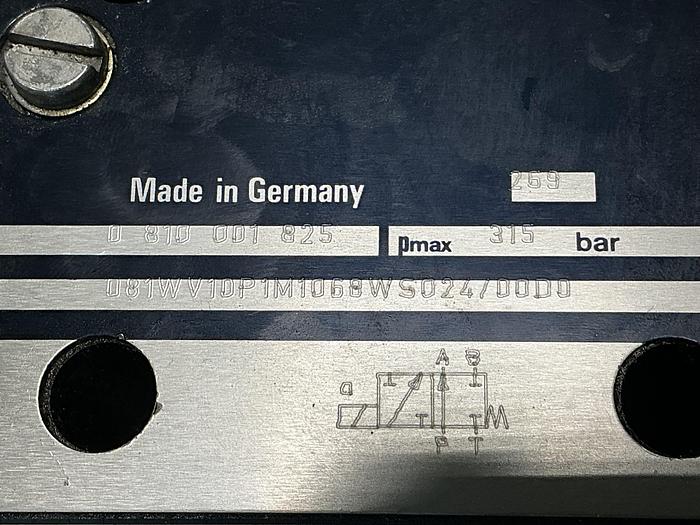 269
Made in Germany
0 810 001 825 pmax 315 bar
081WV10P1M1068WS024/00D0
A B
a
P T